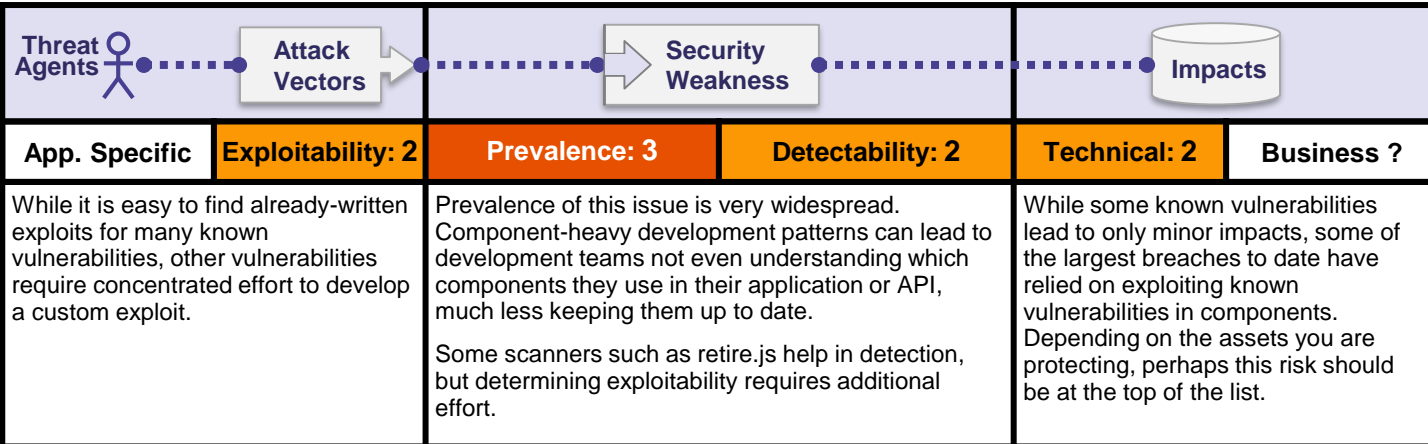 Threat
Agents
Attack
Vectors
Security
Weakness
Impacts
App. Specific
Exploitability: 2
Prevalence: 3
Detectability: 2
Technical: 2
Business ?
While it is easy to find already-written
exploits for many known
vulnerabilities, other vulnerabilities
require concentrated effort to develop
a custom exploit.
Prevalence of this issue is very widespread.
Component-heavy development patterns can lead to
development teams not even understanding which
components they use in their application or API,
much less keeping them up to date.
Some scanners such as retire.js help in detection,
but determining exploitability requires additional
effort.
While some known vulnerabilities
lead to only minor impacts, some of
the largest breaches to date have
relied on exploiting known
vulnerabilities in components.
Depending on the assets you are
protecting, perhaps this risk should
be at the top of the list.